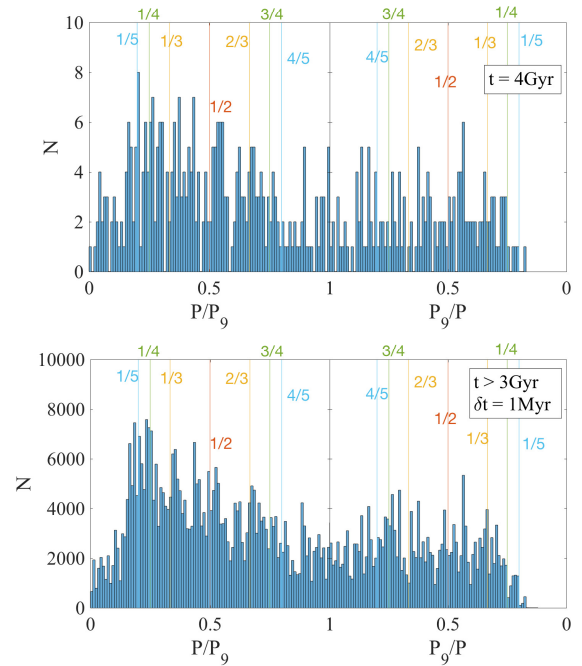 1/4 3/4 3/4 1/4
10
1/5 1/3 2/3 4/5 4/5 2/3 1/3 1/5
t = 4Gyr
8
1/2 1/2
6
N
4
2
0
0 0.5 1 0.5 0
P/P9 P9/P
1/4 3/4 3/4 1/4
10000
1/5 1/3 2/3 4/5 4/5 2/3
t > 3Gyr
δt = 1Myr
8000
1/2 1/2 1/3 1/5
6000
N
4000
2000
0
0 0.5 1 0.5 0
P/P9 P9/P